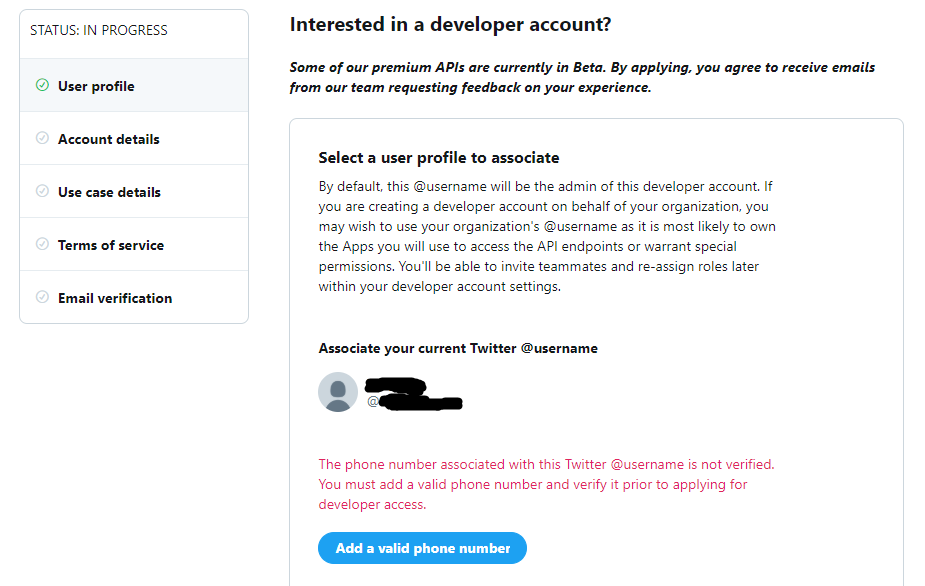 STATUS: IN PROGRESS
User profile
Account details
Use case details
Terms of service
Email verification
Interested in a developer account?
Some of our premium APIs are currently in Beta. By applying, you agree to receive emails
from our team requesting feedback on your experience.
Select a user profile to associate
By default, this @username will be the admin of this developer account. If
you are creating a developer account on behalf of your organization, you
may wish to use your organization's @username as it is most likely to own
the Apps you will use to access the API endpoints or warrant special
permissions. You'll be able to invite teammates and re-assign roles later
within your developer account settings.
Associate your current Twitter @username
@
The phone number associated with this Twitter @username is not verified.
You must add a valid phone number and verify it prior to applying for
developer access.
Add a valid phone number